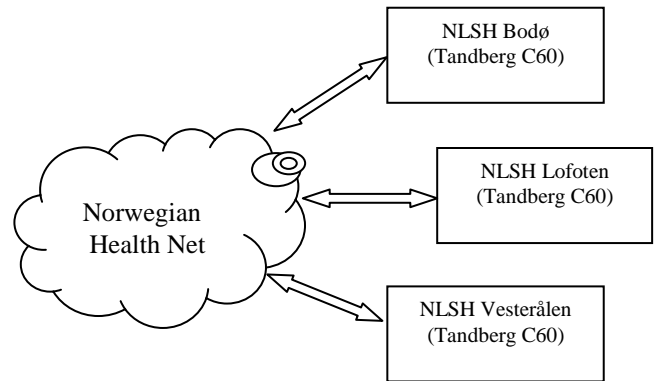 NLSH Bodø
(Tandberg C60)
NLSH Lofoten
(Tandberg C60)
Norwegian
Health Net
NLSH Vesterålen
(Tandberg C60)